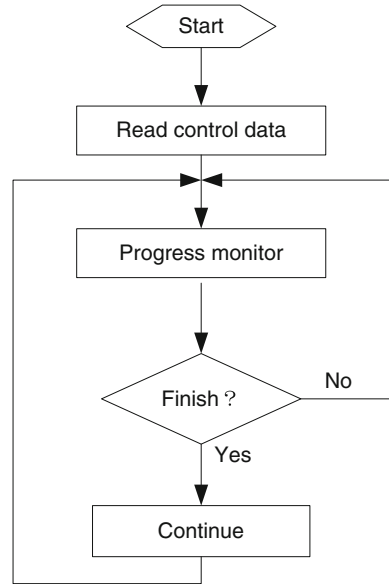 Start
Read control data
Progress monitor
Finish ?
No
Yes
Continue